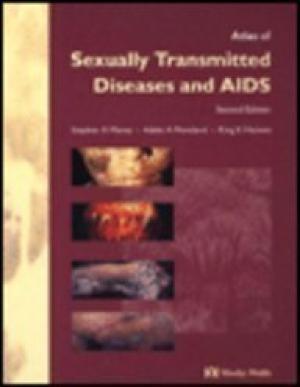 Atlas of
Sexually Transmitted
Diseases and AIDS
Second Edition
Stephen A Morse · Adele A Moreland · King K Holmes
Mosby-Wolfe